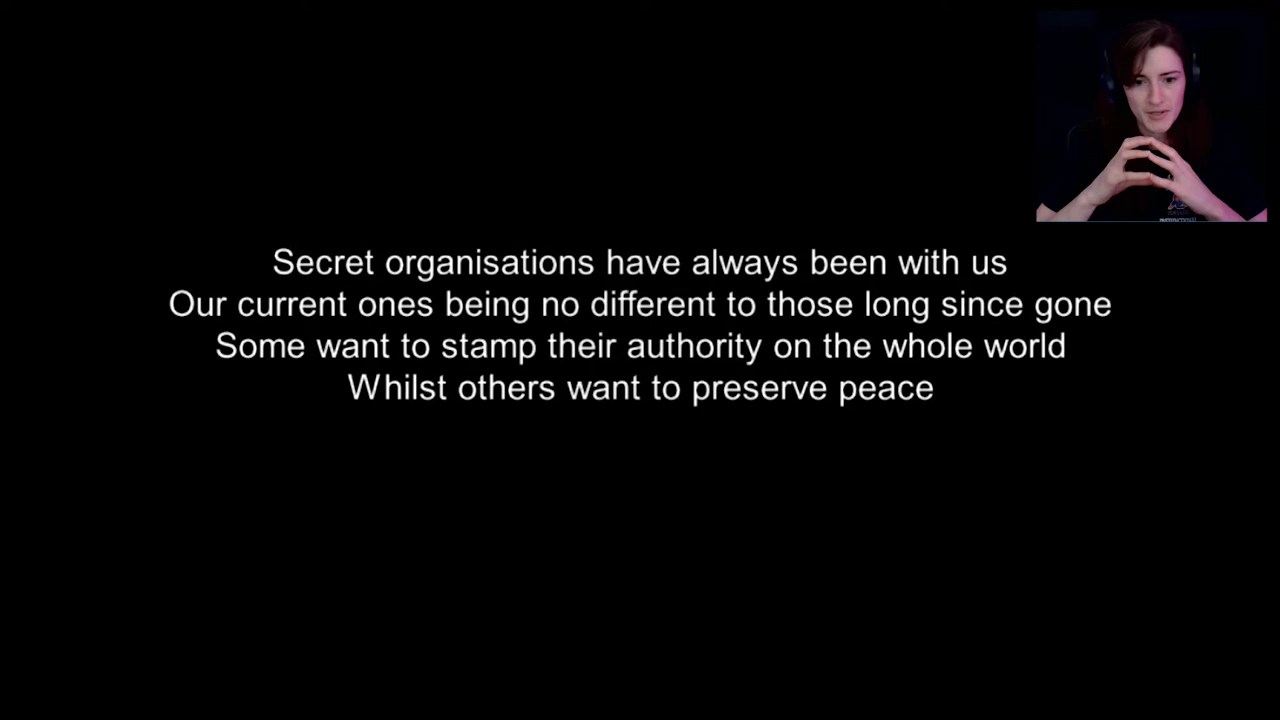 Secret organisations have always been with us
Our current ones being no different to those long since gone
Some want to stamp their authority on the whole world
Whilst others want to preserve peace